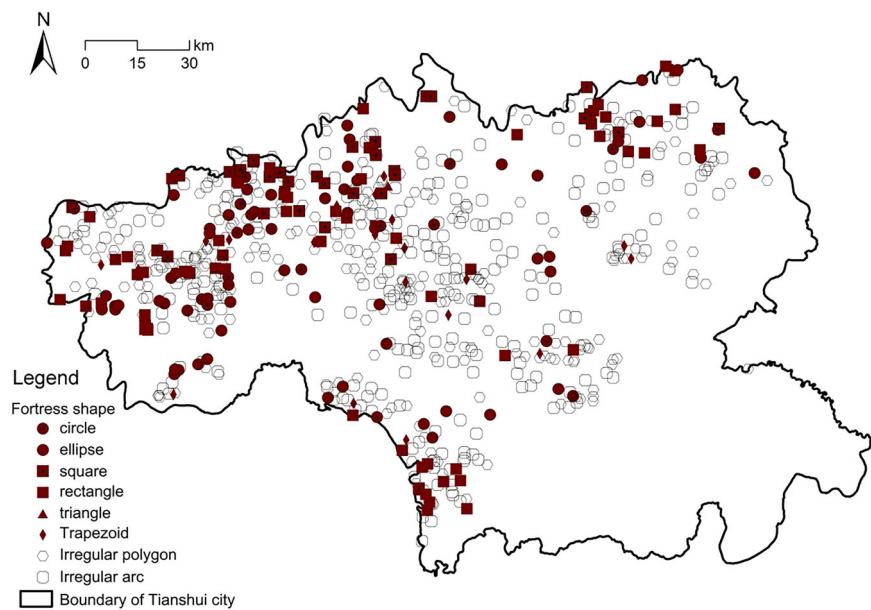 N
km
0 15 30
Legend
Fortress shape
circle
ellipse
square
rectangle
triangle
Trapezoid
Irregular polygon
Irregular arc
Boundary of Tianshui city